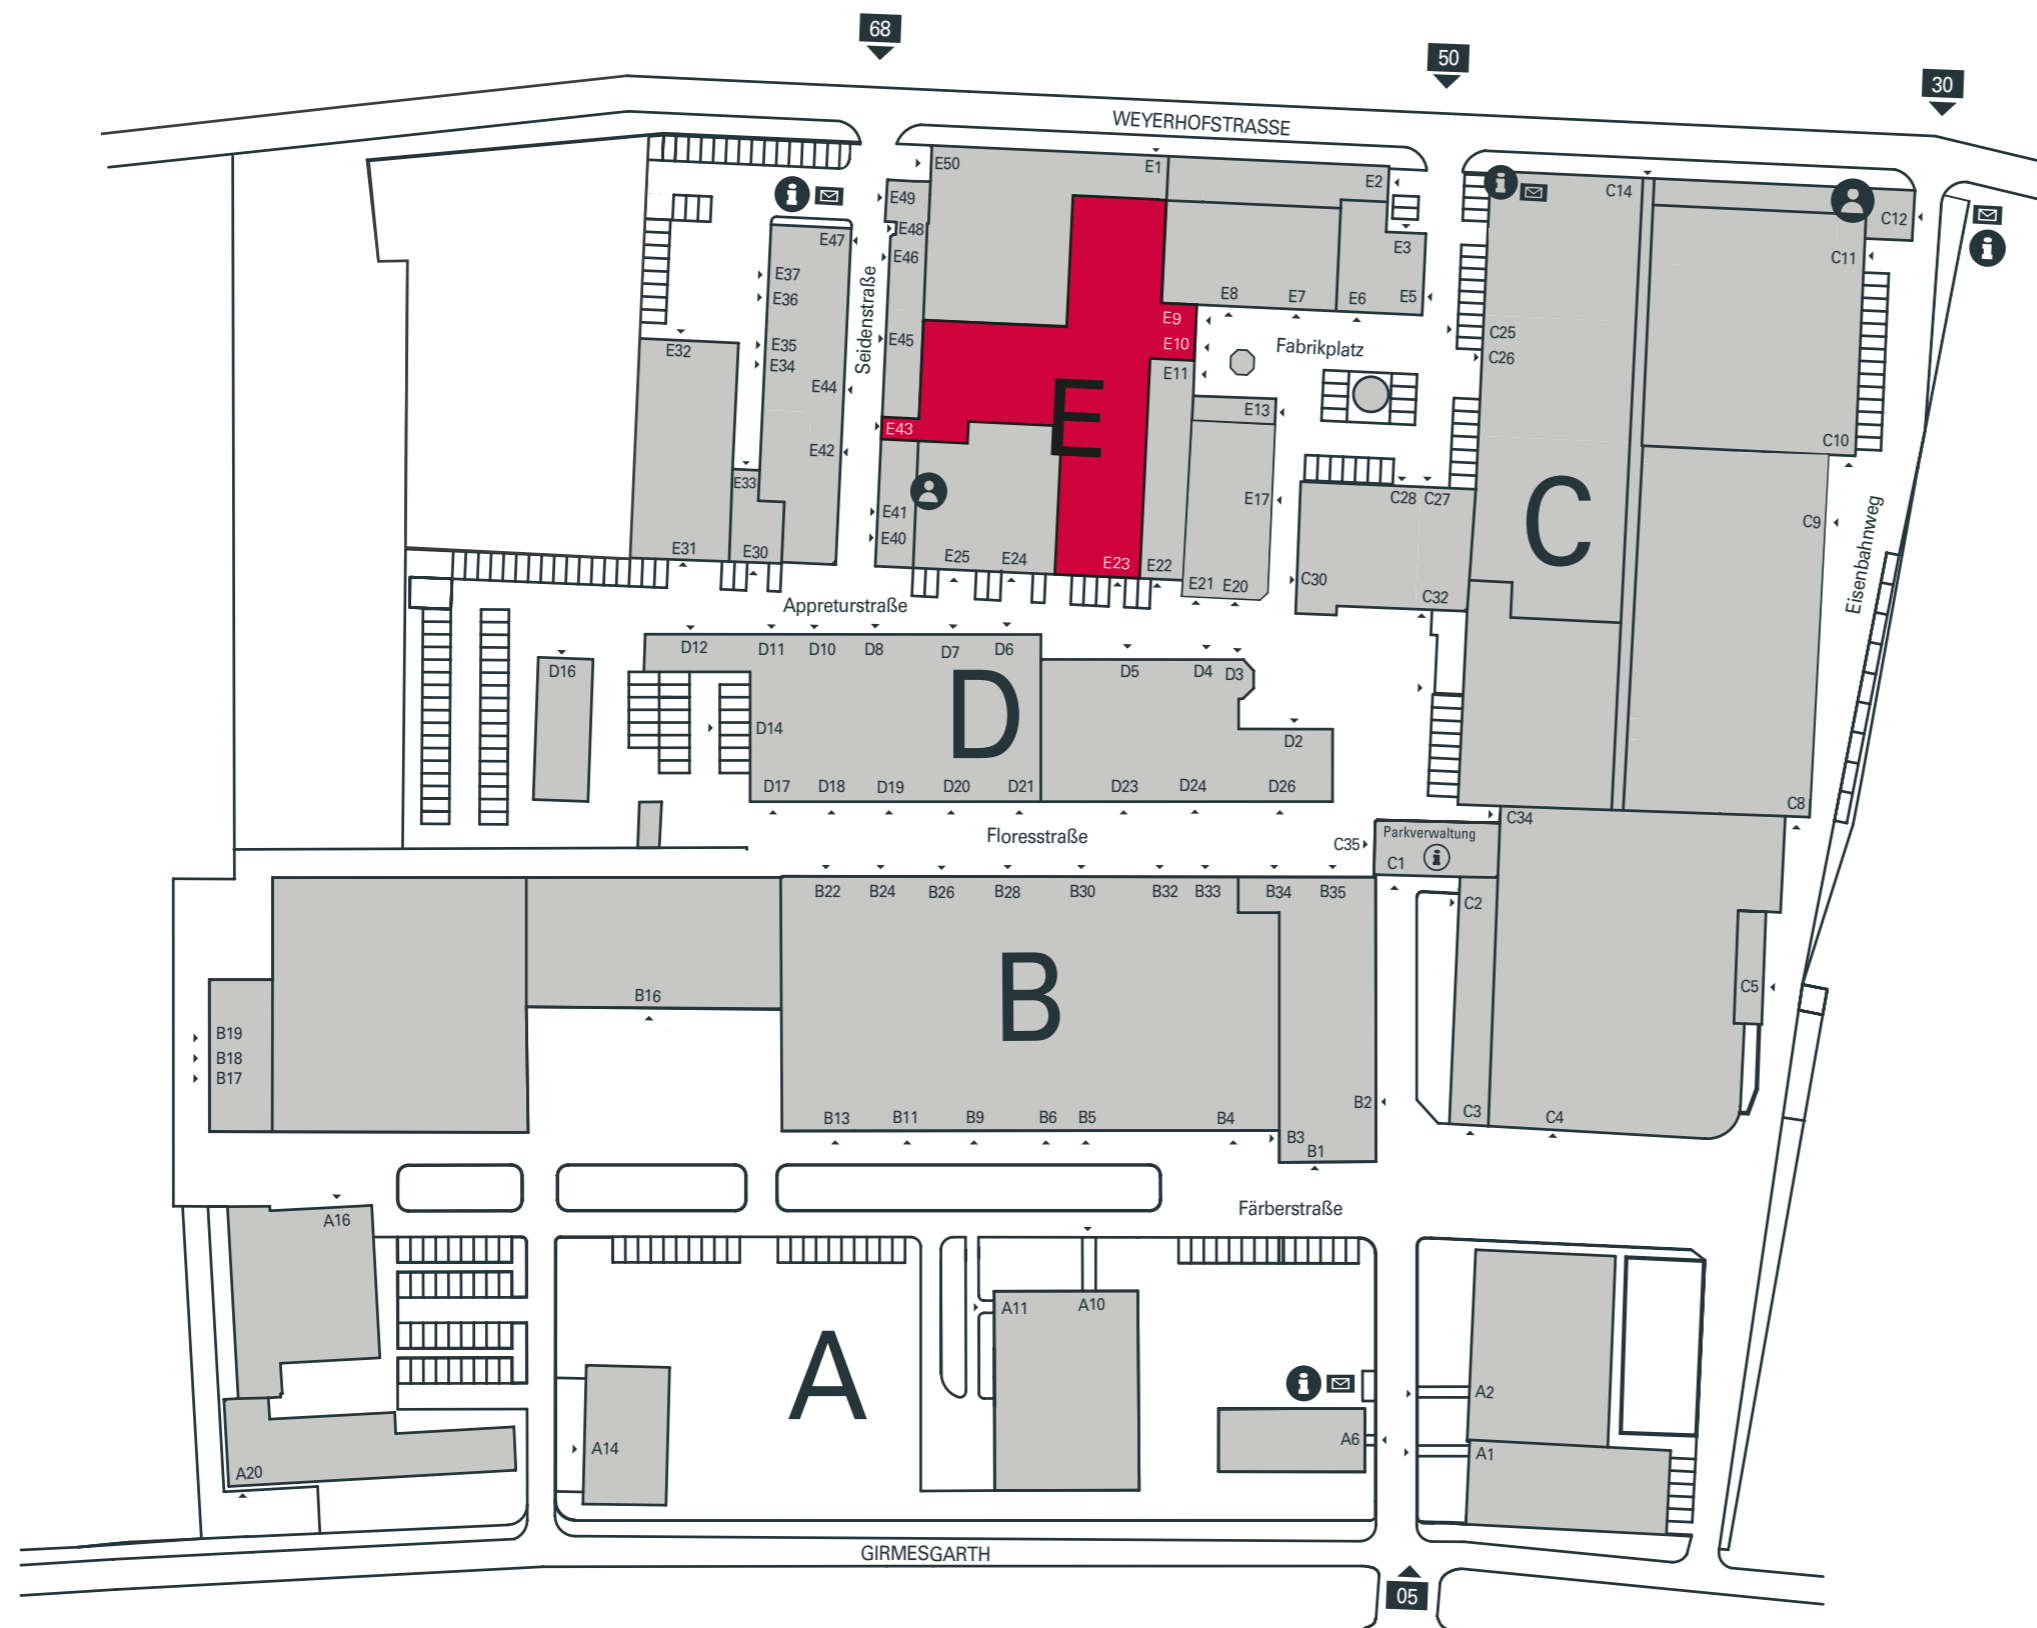 68
50
30
WEYERHOFSTRASSE
E50
E1
E2
C14
C12
E49
E48
E47
E46
E3
C11
E37
E36
E8
E7
E6
E5
Seidenstraße
E9
E10
Fabrikplatz
C25
C26
E45
E35
E34
E32
E11
E44
E13
E
E43
E42
C10
E33
E17
C28
C27
C
C9
E41
E40
E31
E30
E25
E24
E23
E22
E21
E20
C30
C32
Eisenbahnweg
Appreturstraße
D12
D11
D10
D8
D7
D6
D5
D4
D3
D16
D
D14
D2
D17
D18
D19
D20
D21
D23
D24
D26
C8
C34
Floresstraße
C35
Parkverwaltung
C1
B22
B24
B26
B28
B30
B32
B33
B34
B35
C2
B16
B
C5
B19
B18
B17
B2
B13
B11
B9
B6
B5
B4
B3
B1
C3
C4
Färberstraße
A16
A11
A10
A
A2
A14
A6
A1
A20
GIRMESGARTH
05